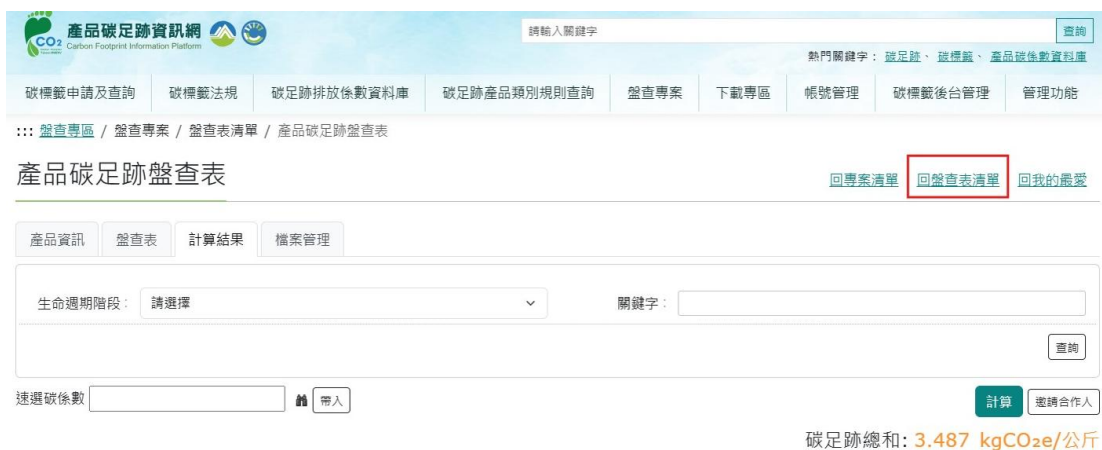 CO2 產品碳足跡資訊網
Carbon Footprint Information Platform
請輸入關鍵字 查詢
熱門關鍵字： 碳足跡、 碳標籤、 產品碳係數資料庫
碳標籤申請及查詢 碳標籤法規 碳足跡排放係數資料庫 碳足跡產品類別規則查詢 盤查專案 下載專區 帳號管理 碳標籤後台管理 管理功能
::: 盤查專區 / 盤查專案 / 盤查表清單 / 產品碳足跡盤查表
產品碳足跡盤查表
回專案清單 回盤查表清單 回我的最愛
產品資訊 盤查表 計算結果 檔案管理
生命週期階段： 請選擇 關鍵字：
查詢
速選碳係數 帶入 計算 邀請合作人
碳足跡總和: 3.487 kgCO₂e/公斤